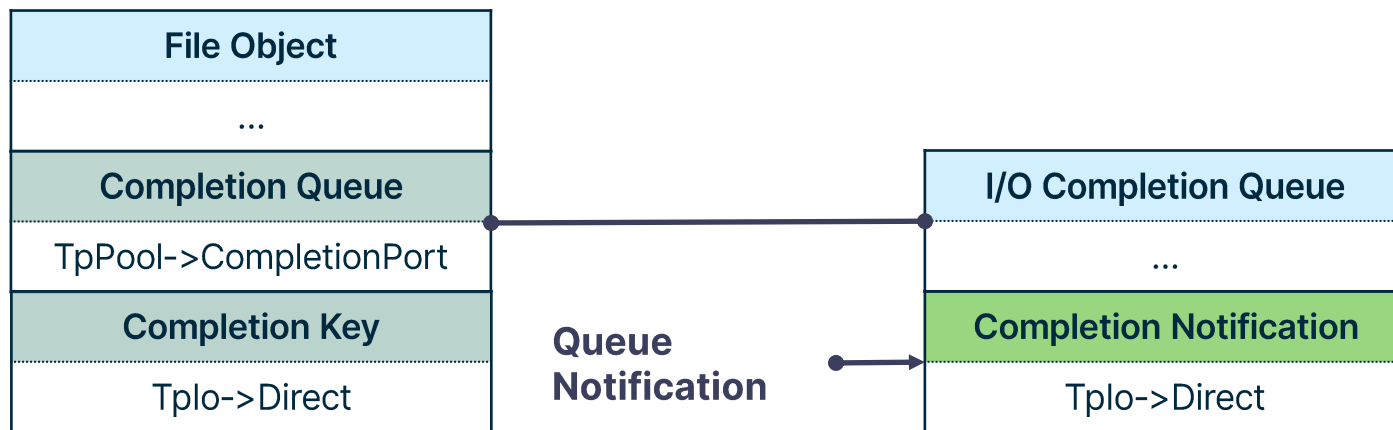 File Object
...
Completion Queue
TpPool->CompletionPort
Completion Key
TpIo->Direct
Queue
Notification
I/O Completion Queue
...
Completion Notification
TpIo->Direct